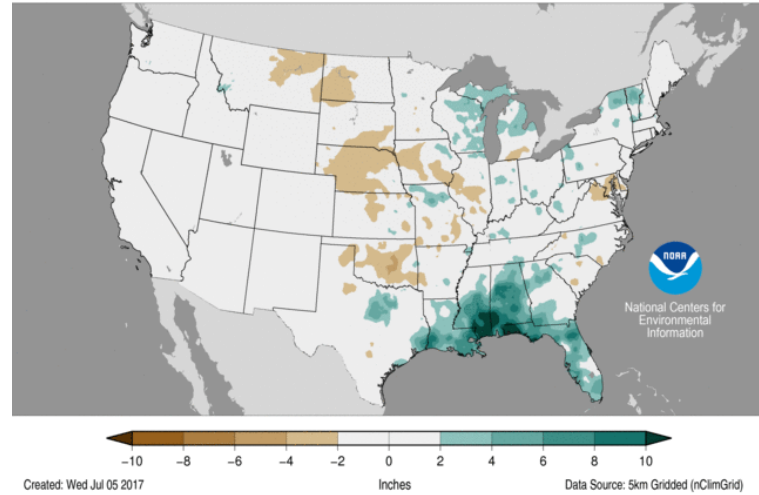 NOAA
National Centers for
Environmental
Information
−10 −8 −6 −4 −2 0 2 4 6 8 10
Created: Wed Jul 05 2017 Inches Data Source: 5km Gridded (nClimGrid)